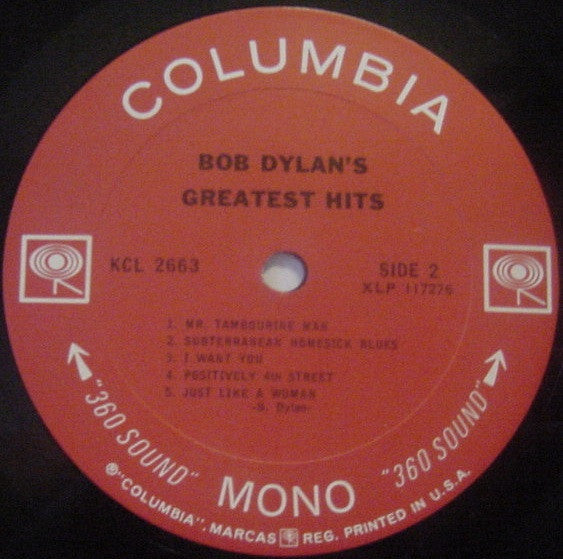 COLUMBIA
BOB DYLAN'S
GREATEST HITS
KCL 2663
SIDE 2
XLP 117276
1. MR. TAMBOURINE MAN
2. SUBTERRANEAN HOMESICK BLUES
3. I WANT YOU
4. POSITIVELY 4th STREET
5. JUST LIKE A WOMAN
-B. Dylan-
"360 SOUND" MONO "360 SOUND"
Ⓡ "COLUMBIA", MARCAS REG. PRINTED IN U.S.A.